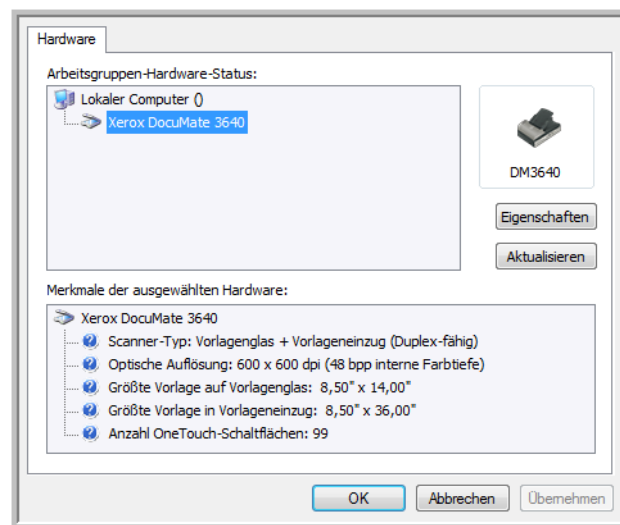 Hardware
Arbeitsgruppen-Hardware-Status:
Lokaler Computer ()
Xerox DocuMate 3640
DM3640
Eigenschaften
Aktualisieren
Merkmale der ausgewählten Hardware:
Xerox DocuMate 3640
Scanner-Typ: Vorlagenglas + Vorlageneinzug (Duplex-fähig)
Optische Auflösung: 600 x 600 dpi (48 bpp interne Farbtiefe)
Größte Vorlage auf Vorlagenglas: 8,50" x 14,00"
Größte Vorlage in Vorlageneinzug: 8,50" x 36,00"
Anzahl OneTouch-Schaltflächen: 99
OK Abbrechen Übernehmen